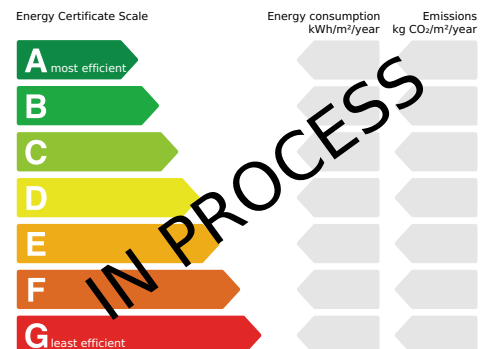 Energy Certificate Scale
Energy consumption
kWh/m²/year
Emissions
kg CO₂/m²/year
A most efficient
B
C
D
E
F
G least efficient
IN PROCESS